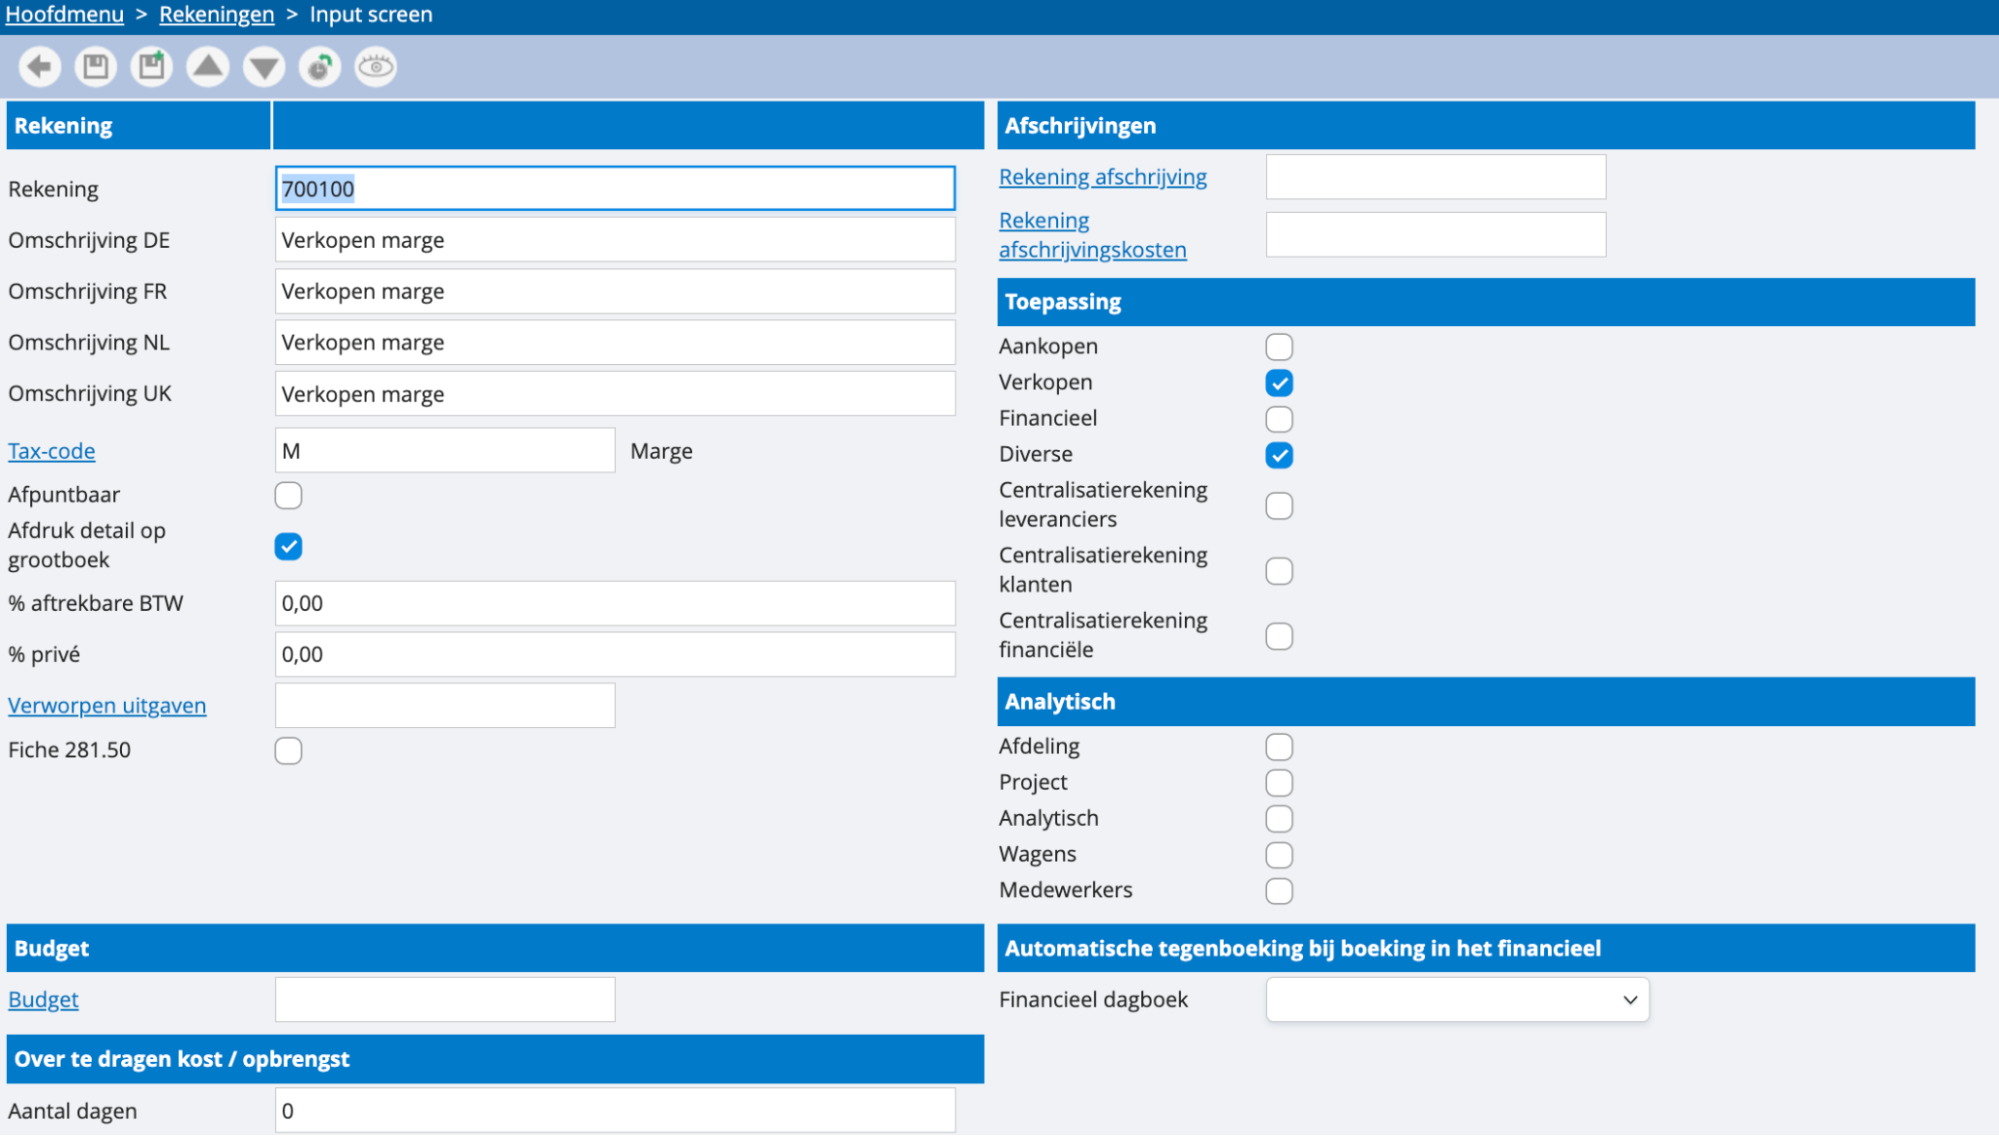 Hoofdmenu > Rekeningen > Input screen
Rekening
Rekening 700100
Omschrijving DE Verkopen marge
Omschrijving FR Verkopen marge
Omschrijving NL Verkopen marge
Omschrijving UK Verkopen marge
Tax-code M Marge
Afpuntbaar
Afdruk detail op
grootboek
% aftrekbare BTW 0,00
% privé 0,00
Verworpen uitgaven
Fiche 281.50
Afschrijvingen
Rekening afschrijving
Rekening
afschrijvingskosten
Toepassing
Aankopen
Verkopen
Financieel
Diverse
Centralisatierekening
leveranciers
Centralisatierekening
klanten
Centralisatierekening
financiële
Analytisch
Afdeling
Project
Analytisch
Wagens
Medewerkers
Budget
Budget
Automatische tegenboeking bij boeking in het financieel
Financieel dagboek
Over te dragen kost / opbrengst
Aantal dagen 0